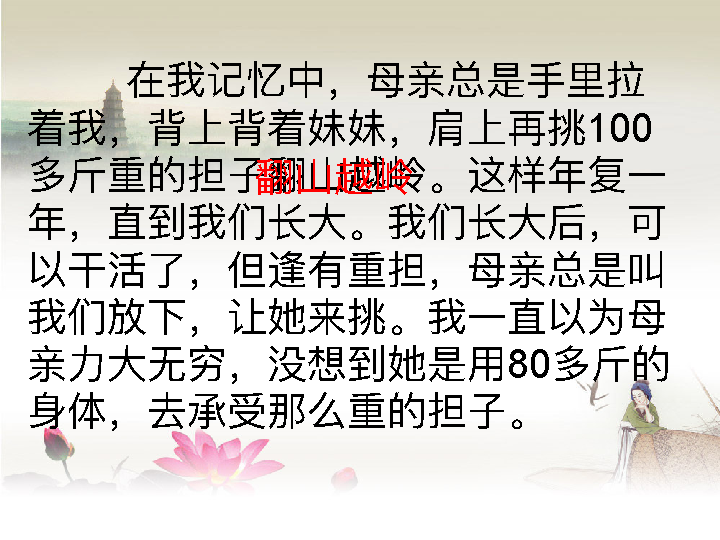 在我记忆中，母亲总是手里拉
着我，背上背着妹妹，肩上再挑100
多斤重的担子翻山越岭。这样年复一
年，直到我们长大。我们长大后，可
以干活了，但逢有重担，母亲总是叫
我们放下，让她来挑。我一直以为母
亲力大无穷，没想到她是用80多斤的
身体，去承受那么重的担子。